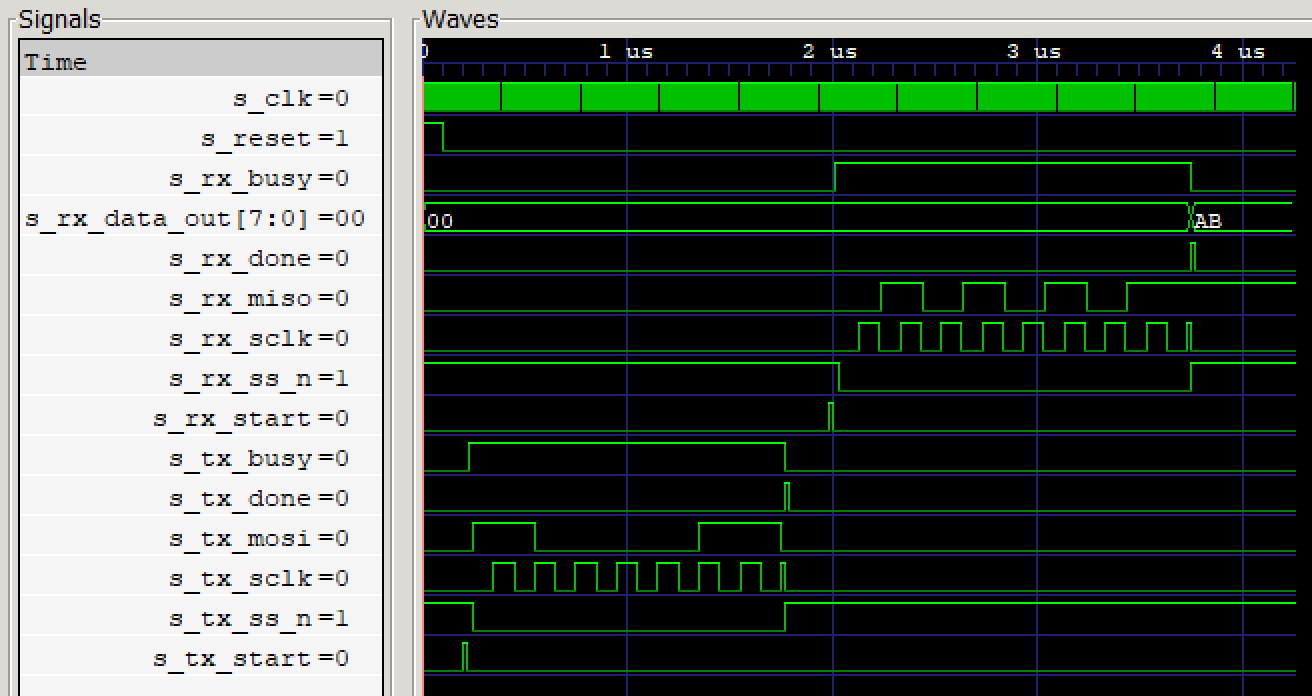 Signals
Waves
Time
0 1 us 2 us 3 us 4 us
s_clk=0
s_reset=1
s_rx_busy=0
s_rx_data_out[7:0]=00
00 AB
s_rx_done=0
s_rx_miso=0
s_rx_sclk=0
s_rx_ss_n=1
s_rx_start=0
s_tx_busy=0
s_tx_done=0
s_tx_mosi=0
s_tx_sclk=0
s_tx_ss_n=1
s_tx_start=0